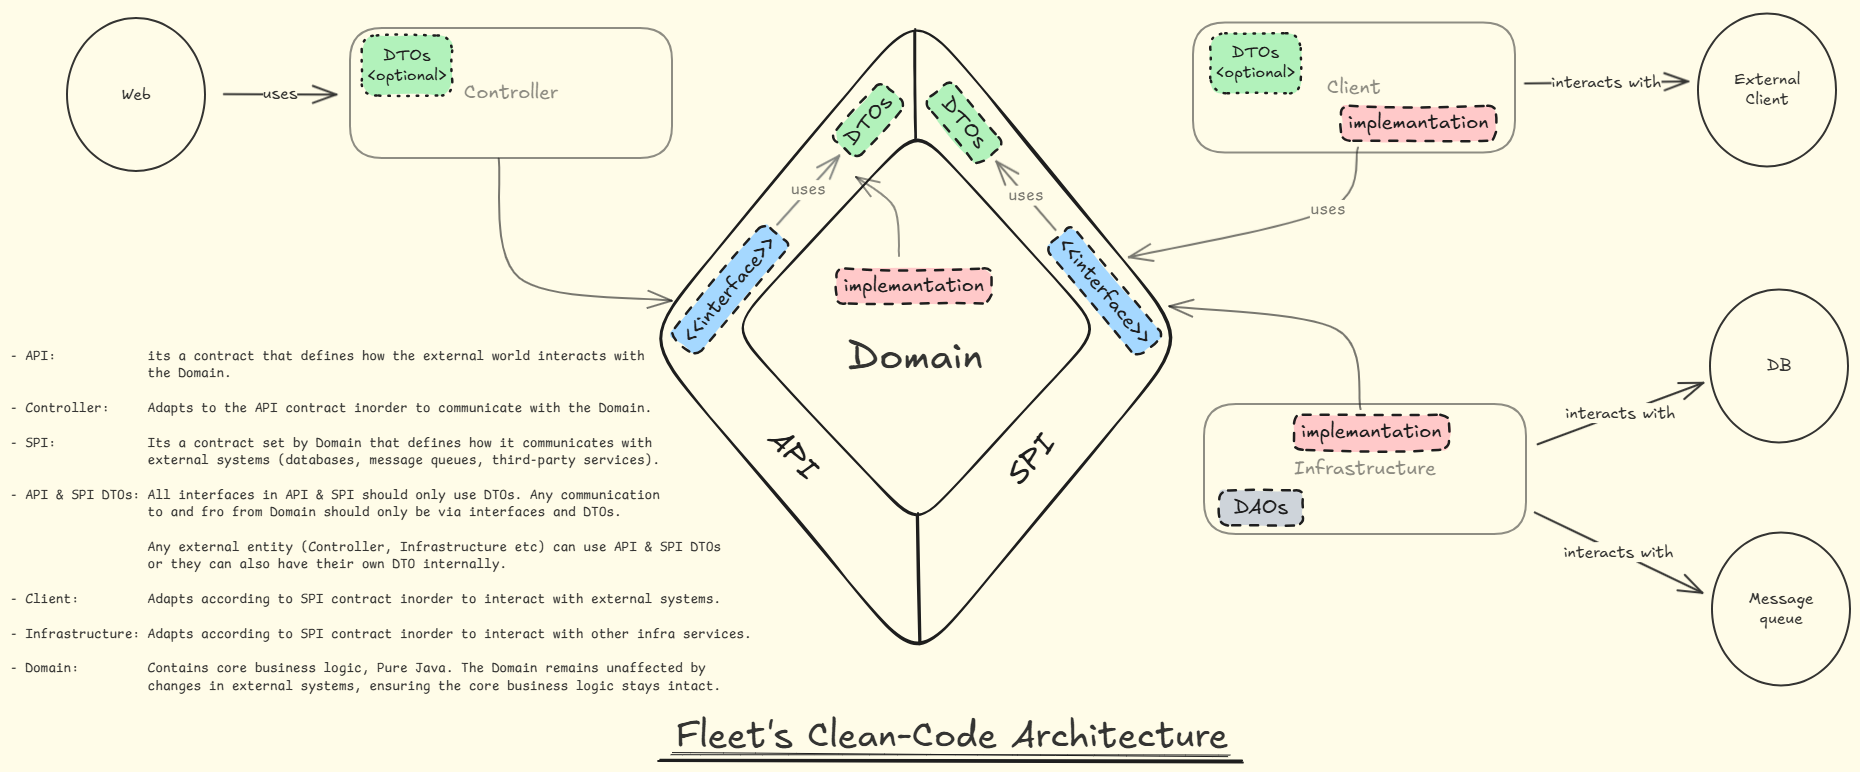 Web
uses
DTOs
<optional>
Controller
DTOs
DTOs
uses
uses
<<interface>>
<<interface>>
implemantation
Domain
API
SPI
DTOs
<optional>
Client
implemantation
interacts with
External
Client
uses
implemantation
Infrastructure
DAOs
interacts with
DB
interacts with
Message
queue
- API: its a contract that defines how the external world interacts with
the Domain.
- Controller: Adapts to the API contract inorder to communicate with the Domain.
- SPI: Its a contract set by Domain that defines how it communicates with
external systems (databases, message queues, third-party services).
- API & SPI DTOs: All interfaces in API & SPI should only use DTOs. Any communication
to and fro from Domain should only be via interfaces and DTOs.
Any external entity (Controller, Infrastructure etc) can use API & SPI DTOs
or they can also have their own DTO internally.
- Client: Adapts according to SPI contract inorder to interact with external systems.
- Infrastructure: Adapts according to SPI contract inorder to interact with other infra services.
- Domain: Contains core business logic, Pure Java. The Domain remains unaffected by
changes in external systems, ensuring the core business logic stays intact.
Fleet's Clean-Code Architecture